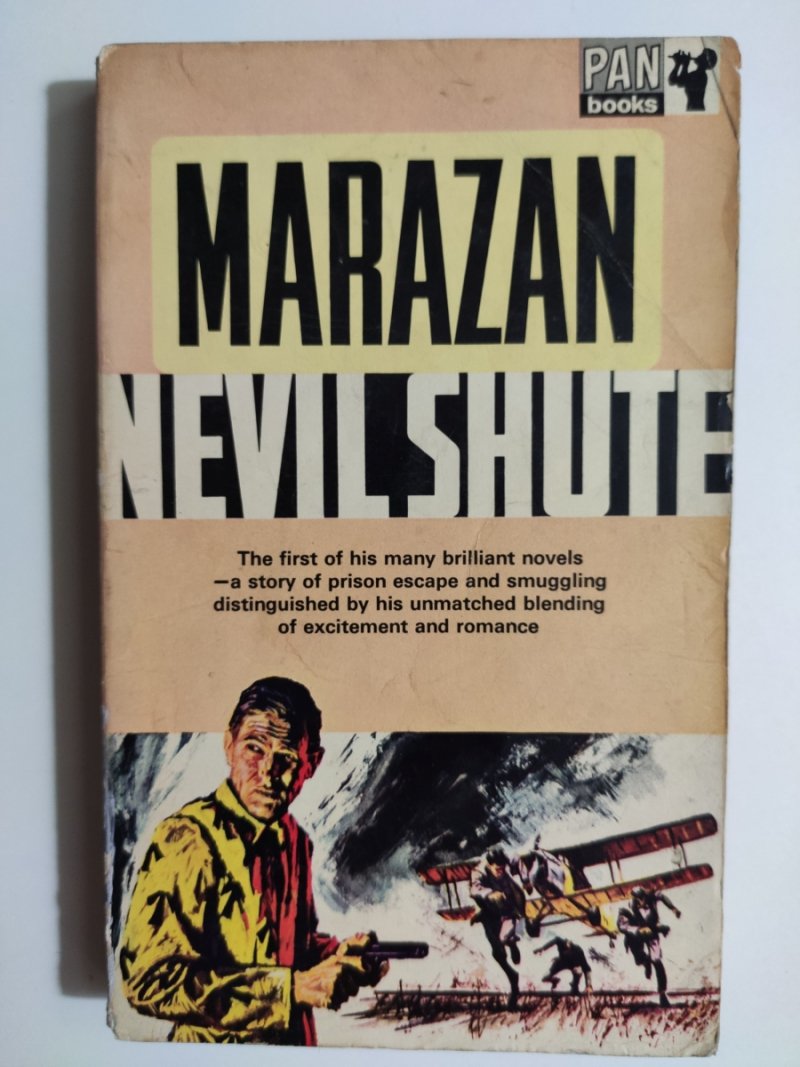 PAN
books
MARAZAN
NEVIL SHUTE
The first of his many brilliant novels
—a story of prison escape and smuggling
distinguished by his unmatched blending
of excitement and romance